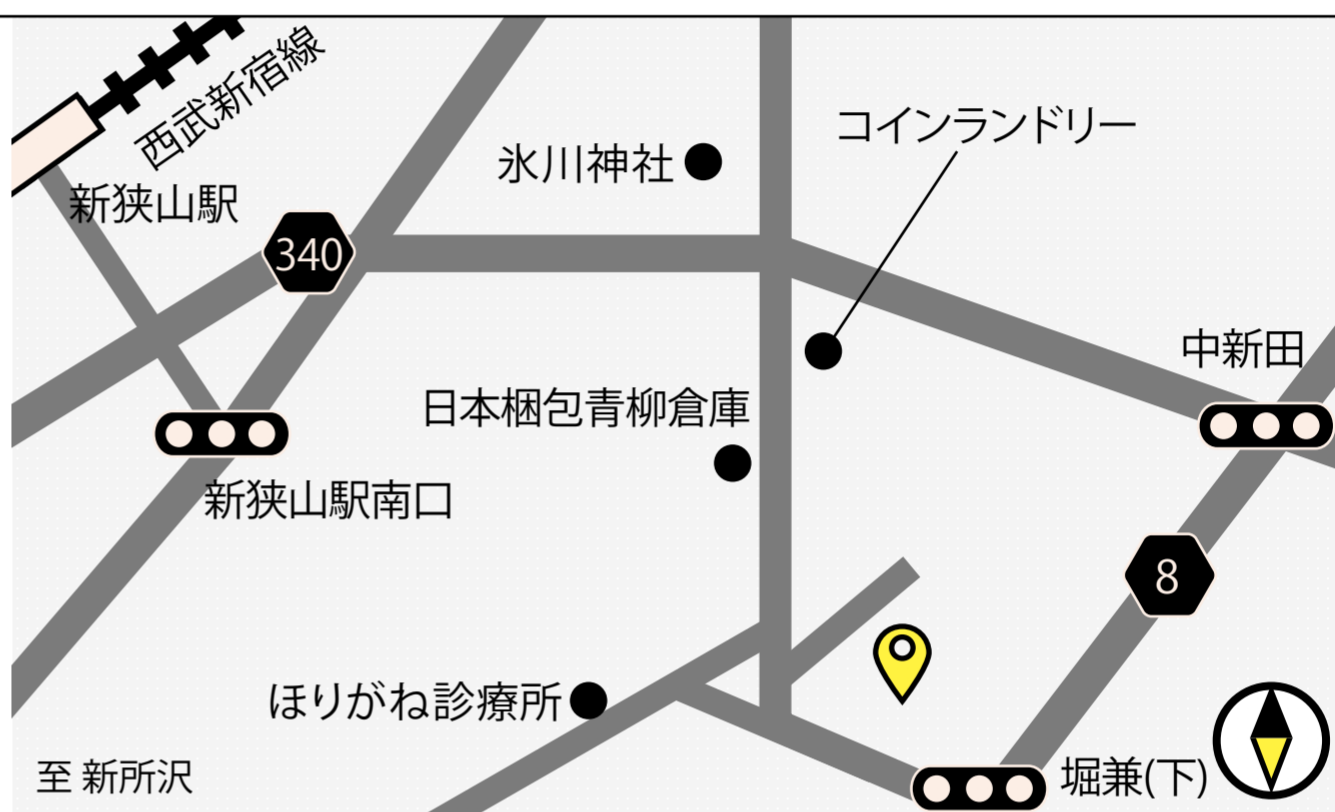 西武新宿線
コインランドリー
氷川神社
新狭山駅
340
中新田
日本梱包青柳倉庫
新狭山駅南口
8
ほりがね診療所
至 新所沢
堀兼(下)